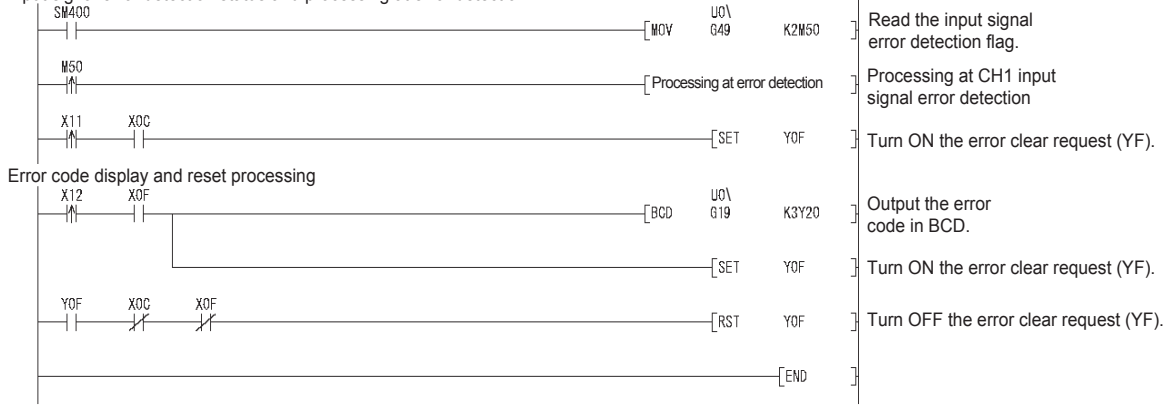 SM400
MOV U0\ G49 K2M50
Read the input signal
error detection flag.
M50
Processing at error detection
Processing at CH1 input
signal error detection
X11 X0C
SET Y0F
Turn ON the error clear request (YF).
Error code display and reset processing
X12 X0F
BCD U0\ G19 K3Y20
Output the error
code in BCD.
SET Y0F
Turn ON the error clear request (YF).
Y0F X0C X0F
RST Y0F
Turn OFF the error clear request (YF).
END